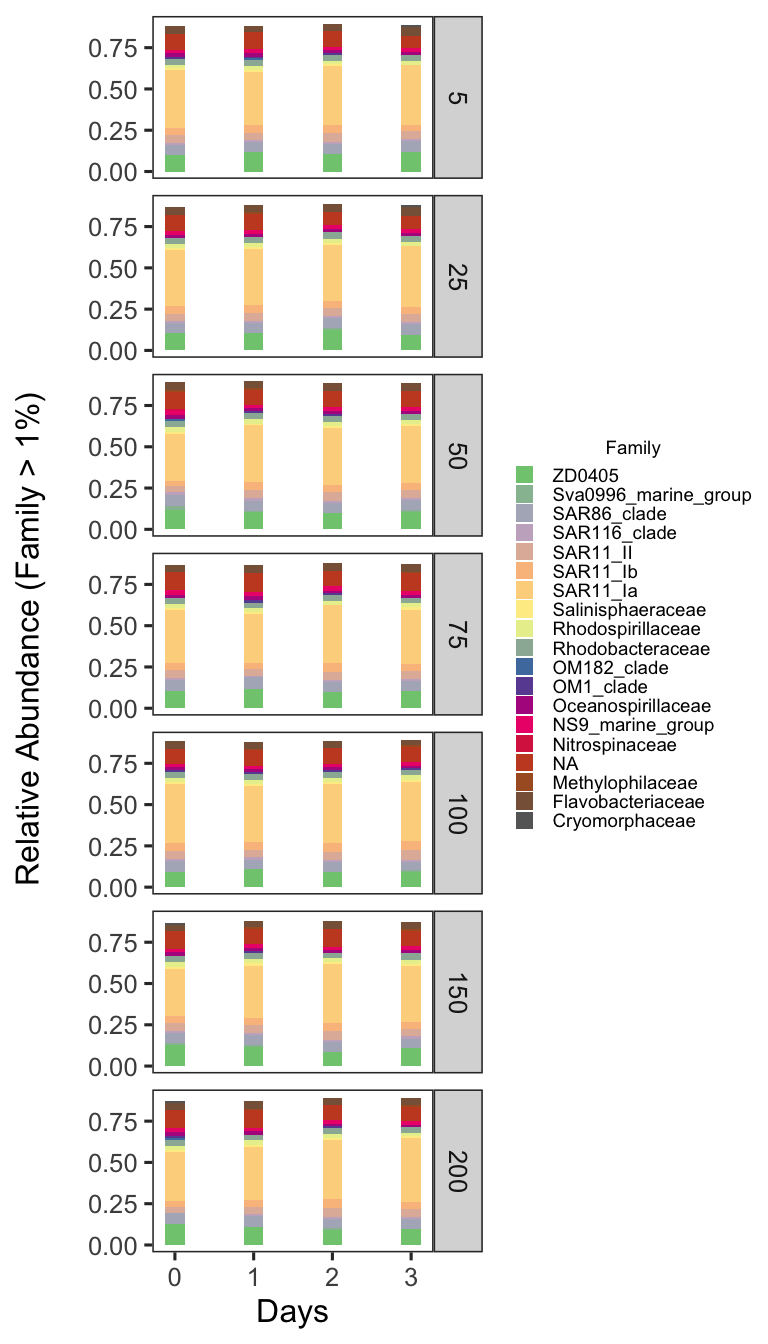 Relative Abundance (Family > 1%)
0.75
0.50
0.25
0.00
5
0.75
0.50
0.25
0.00
25
0.75
0.50
0.25
0.00
50
0.75
0.50
0.25
0.00
75
0.75
0.50
0.25
0.00
100
0.75
0.50
0.25
0.00
150
0.75
0.50
0.25
0.00
200
0 1 2 3
Days
Family
ZD0405
Sva0996_marine_group
SAR86_clade
SAR116_clade
SAR11_II
SAR11_Ib
SAR11_Ia
Salinisphaeraceae
Rhodospirillaceae
Rhodobacteraceae
OM182_clade
OM1_clade
Oceanospirillaceae
NS9_marine_group
Nitrospinaceae
NA
Methylophilaceae
Flavobacteriaceae
Cryomorphaceae